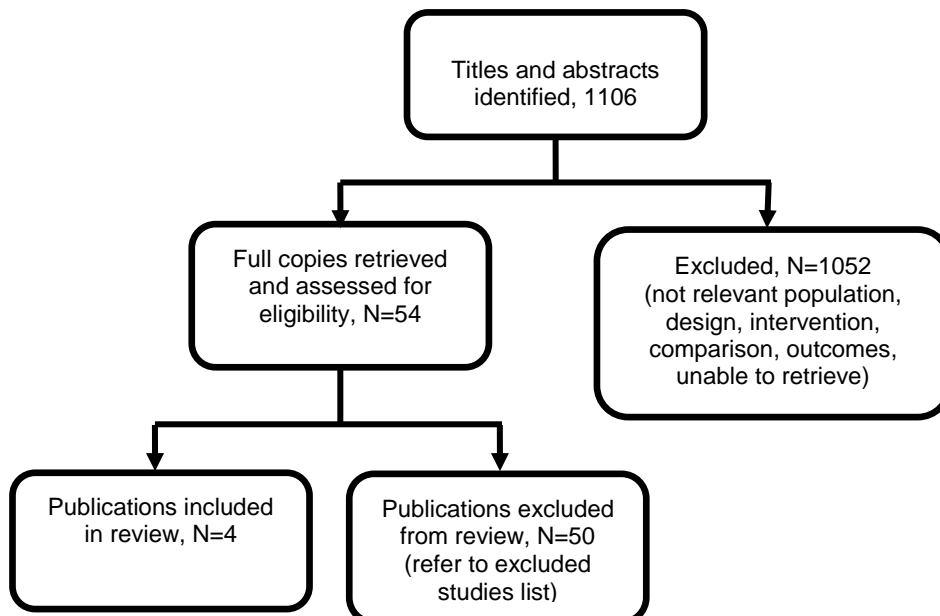 Titles and abstracts
identified, 1106
Full copies retrieved
and assessed for
eligibility, N=54
Excluded, N=1052
(not relevant population,
design, intervention,
comparison, outcomes,
unable to retrieve)
Publications included
in review, N=4
Publications excluded
from review, N=50
(refer to excluded
studies list)